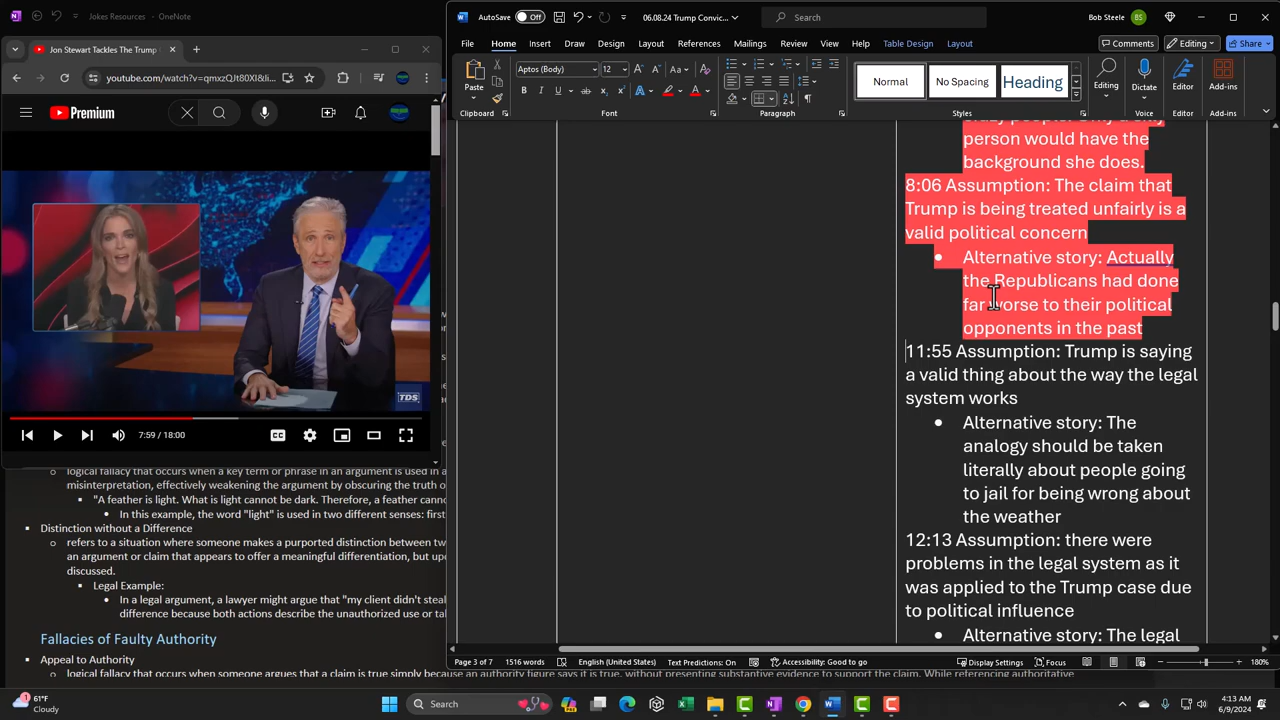 Jokes Resources - OneNote
Jon Stewart Tackles The Trump
youtube.com/watch?v=qmxzQJt80XI&li...
Premium
TDS
7:59 / 18:00
logical fallacy that occurs when a key term or phrase in an argument is used in a
misinterpretation, effectively weakening the argument by obscuring the truth o
"A feather is light. What is light cannot be dark. Therefore, a feather cannot
In this example, the word "light" is used in two different senses: first
Distinction without a Difference
refers to a situation where someone makes a purported distinction between tw
an argument or claim that appears to offer a meaningful differentiation, but upo
discussed.
Legal Example:
In a legal argument, a lawyer might argue that "my client didn't steal
difference because both actions describe the unauthorized use or tak
Fallacies of Faulty Authority
Appeal to Authority
logical fallacy that occurs when someone argues that a claim is true simply because an authority figure says it is true, without presenting substantive evidence to support the claim. While referencing authoritative
AutoSave Off 06.08.24 Trump Convic... Search Bob Steele BS
File Home Insert Draw Design Layout References Mailings Review View Help Table Design Layout Comments Editing Share
Paste Aptos (Body) 12 Normal No Spacing Heading Editing Dictate Editor Add-ins
Clipboard Font Paragraph Styles Voice Editor Add-ins
person would have the
background she does.
8:06 Assumption: The claim that
Trump is being treated unfairly is a
valid political concern
• Alternative story: Actually
the Republicans had done
far worse to their political
opponents in the past
11:55 Assumption: Trump is saying
a valid thing about the way the legal
system works
• Alternative story: The
analogy should be taken
literally about people going
to jail for being wrong about
the weather
12:13 Assumption: there were
problems in the legal system as it
was applied to the Trump case due
to political influence
• Alternative story: The legal
Page 3 of 7 1516 words English (United States) Text Predictions: On Accessibility: Good to go Display Settings Focus 180%
61°F
Cloudy
Search
4:13 AM
6/9/2024